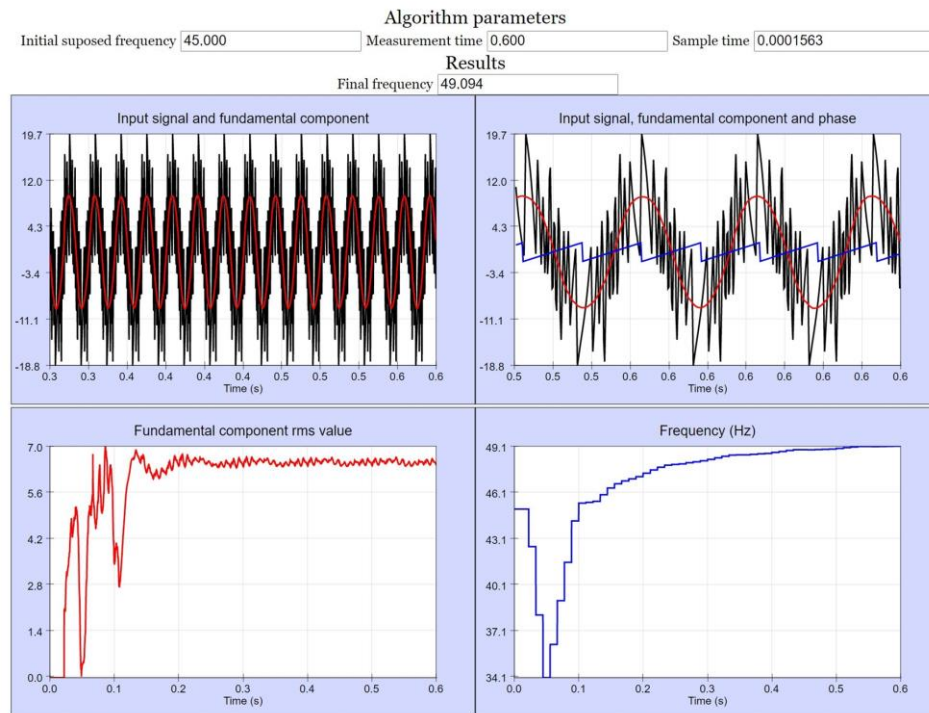 Algorithm parameters
Initial suposed frequency 45.000 Measurement time 0.600 Sample time 0.0001563
Results
Final frequency 49.094
Input signal and fundamental component
19.7
12.0
4.3
-3.4
-11.1
-18.8
0.3 0.3 0.4 0.4 0.4 0.5 0.5 0.5 0.5 0.6 0.6
Time (s)
Input signal, fundamental component and phase
19.7
12.0
4.3
-3.4
-11.1
-18.8
0.5 0.5 0.5 0.6 0.6 0.6 0.6 0.6 0.6 0.6 0.6
Time (s)
Fundamental component rms value
7.0
5.6
4.2
2.8
1.4
0.0
0.0 0.1 0.2 0.3 0.4 0.5 0.6
Time (s)
Frequency (Hz)
49.1
46.1
43.1
40.1
37.1
34.1
0.0 0.1 0.2 0.3 0.4 0.5 0.6
Time (s)